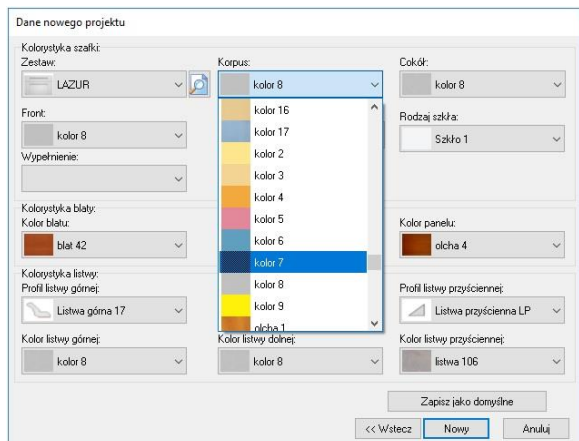 Dane nowego projektu
Kolorystyka szafki:
Zestaw:
LAZUR
Korpus:
kolor 8
Cokół:
kolor 8
Front:
kolor 8
Rodzaj szkła:
Szkło 1
Wypełnienie:
kolor 16
kolor 17
kolor 2
kolor 3
kolor 4
kolor 5
kolor 6
kolor 7
kolor 8
kolor 9
olcha 1
Kolorystyka blaty:
Kolor blatu:
blat 42
Kolor panelu:
olcha 4
Kolorystyka listwy:
Profil listwy górnej:
Listwa górna 17
Profil listwy przyściennej:
Listwa przyścienna LP
Kolor listwy górnej:
kolor 8
Kolor listwy dolnej:
kolor 8
Kolor listwy przyściennej:
listwa 106
Zapisz jako domyślne
<< Wstecz
Nowy
Anuluj